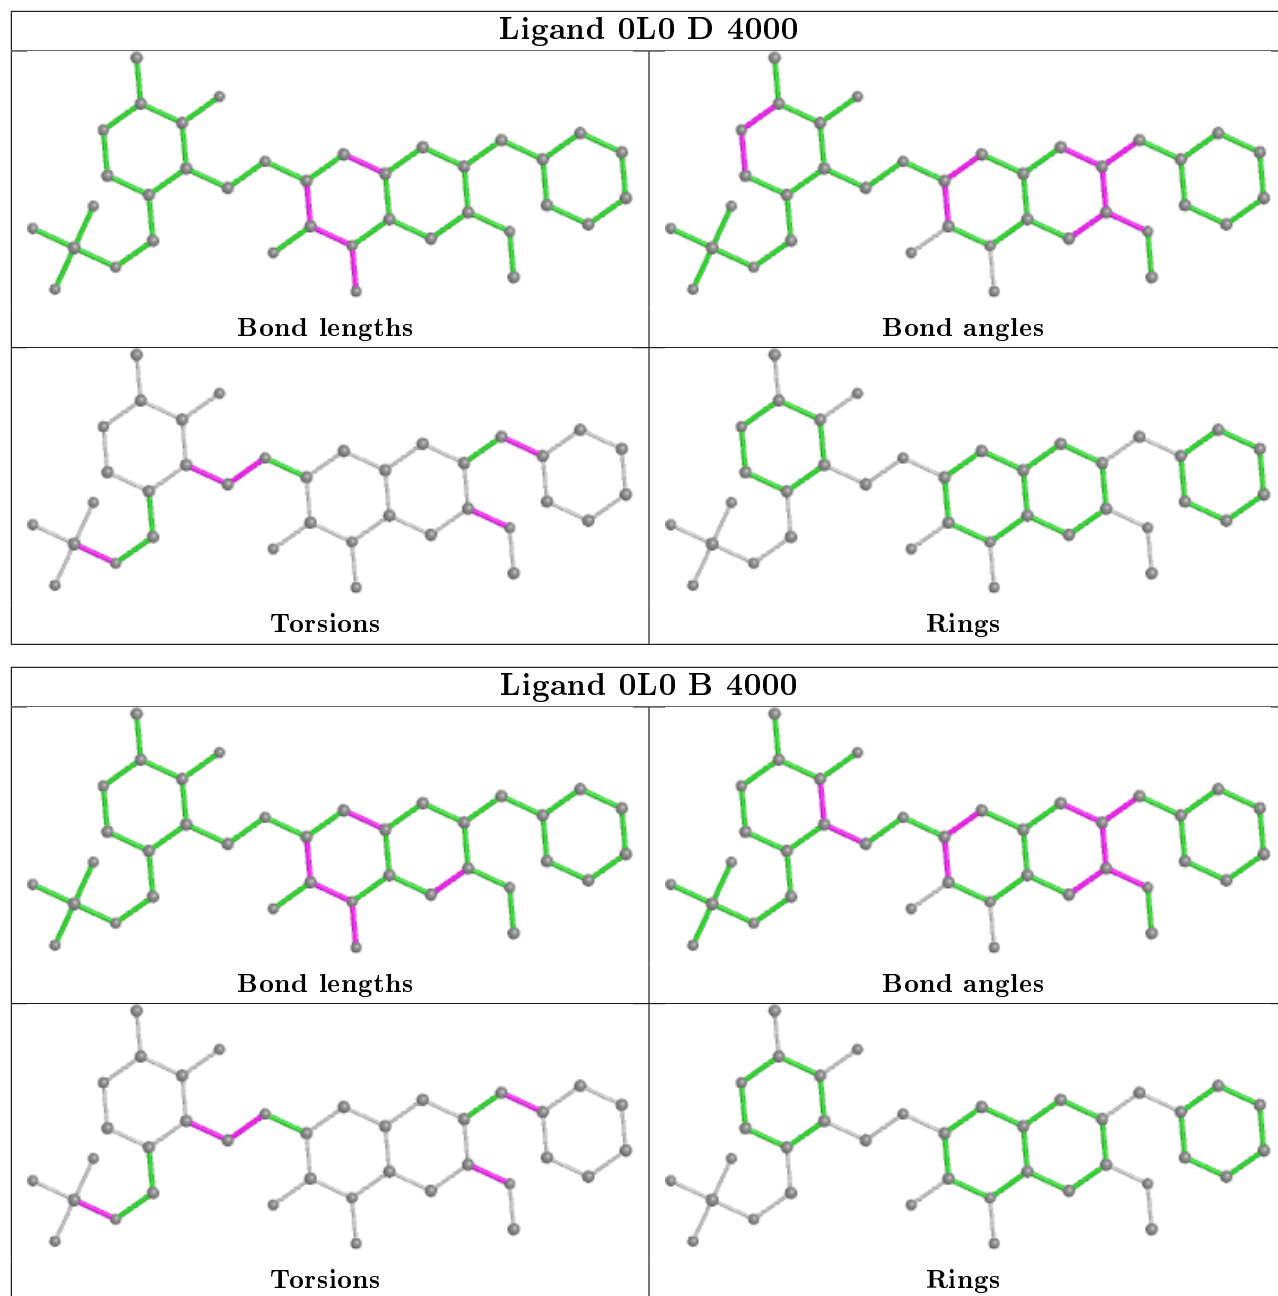 Ligand 0L0 D 4000
Bond lengths
Bond angles
Torsions
Rings
Ligand 0L0 B 4000
Bond lengths
Bond angles
Torsions
Rings